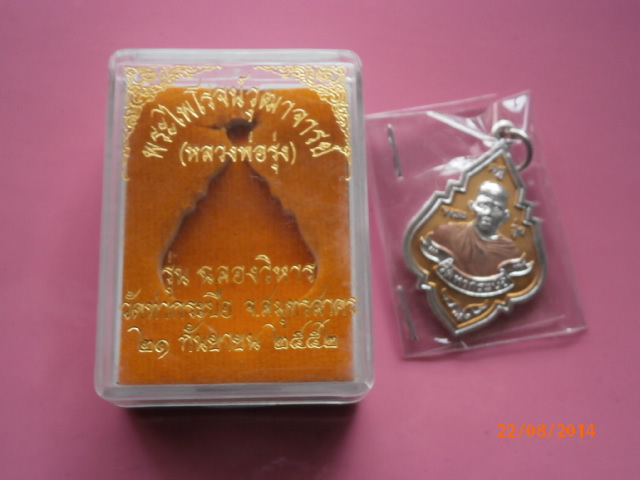 พระไพโรจน์วุฒาจารย์
(หลวงพ่อรุ่ง)
รุ่น ฉลองวิหาร
วัดท่ากระบือ จ.สมุทรสาคร
๒๑ กันยายน ๒๕๕๒
22/08/2014